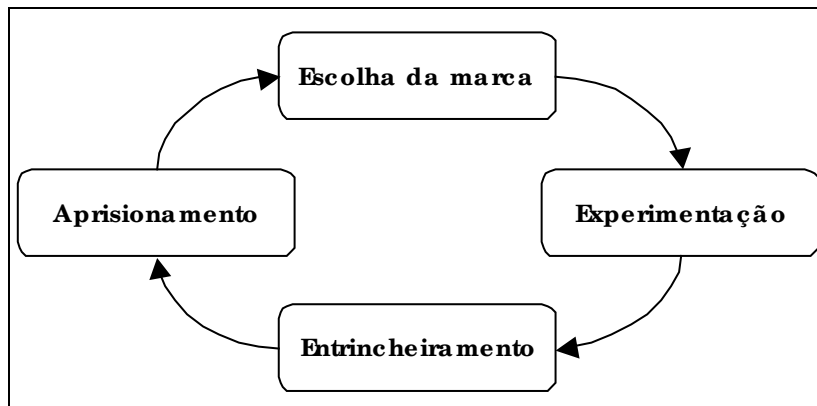 Escolha da marca
Aprisionamento
Experimentação
Entrincheiramento